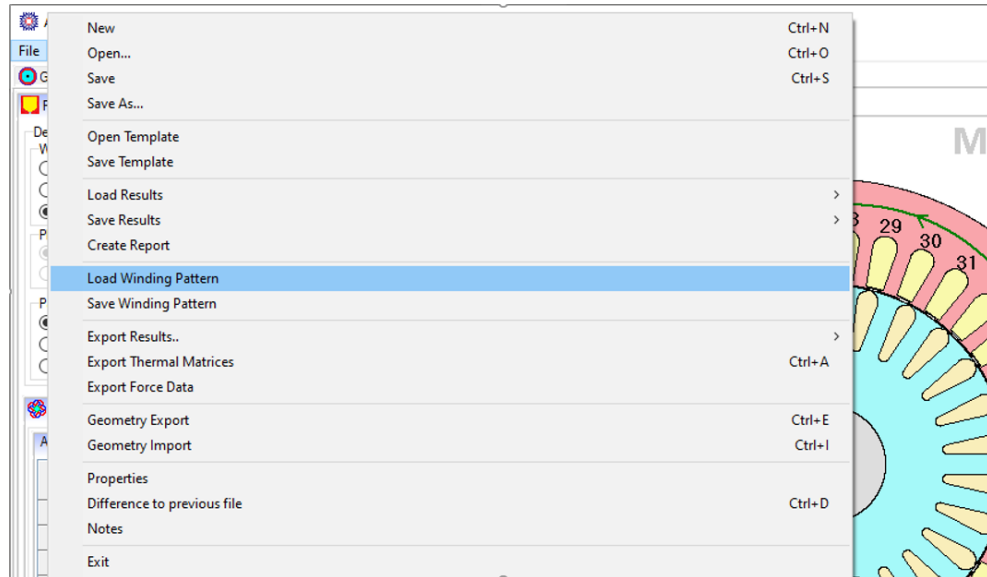 File
New Ctrl+N
Open... Ctrl+O
Save Ctrl+S
Save As...
Open Template
Save Template
Load Results
Save Results
Create Report
Load Winding Pattern
Save Winding Pattern
Export Results..
Export Thermal Matrices Ctrl+A
Export Force Data
Geometry Export Ctrl+E
Geometry Import Ctrl+I
Properties
Difference to previous file Ctrl+D
Notes
Exit
M
29
30
31